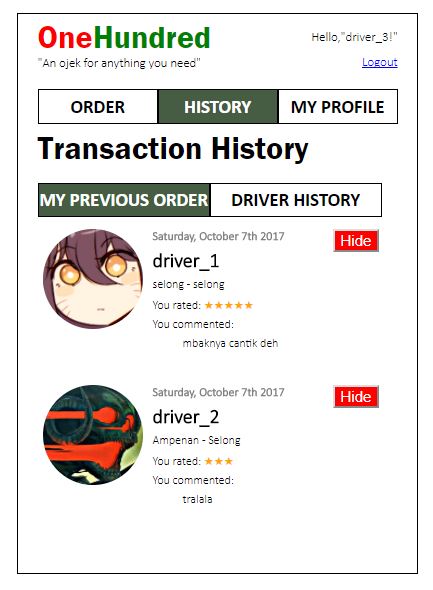 OneHundred
Hello,"driver_3!"
"An ojek for anything you need"
Logout
ORDER HISTORY MY PROFILE
Transaction History
MY PREVIOUS ORDER DRIVER HISTORY
Saturday, October 7th 2017
Hide
driver_1
selong - selong
You rated: ★★★★★
You commented:
mbaknya cantik deh
Saturday, October 7th 2017
Hide
driver_2
Ampenan - Selong
You rated: ★★★
You commented:
tralala